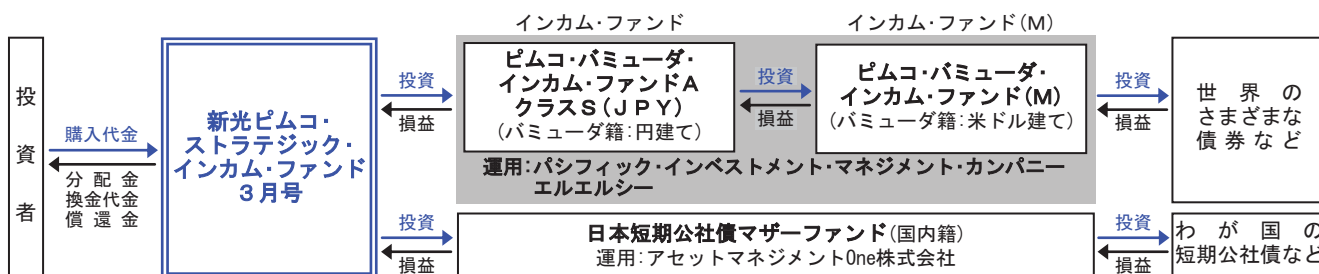 インカム・ファンド
インカム・ファンド(M)
投資者
購入代金
分配金
換金代金
償還金
新光ピムコ・
ストラテジック・
インカム・ファンド
3月号
投資
損益
ピムコ・バミューダ・
インカム・ファンドA
クラスS(JPY)
(バミューダ籍:円建て)
投資
損益
ピムコ・バミューダ・
インカム・ファンド(M)
(バミューダ籍:米ドル建て)
運用:パシフィック・インベストメント・マネジメント・カンパニー
エルエルシー
投資
損益
世界の
さまざまな
債券など
投資
損益
日本短期公社債マザーファンド(国内籍)
運用:アセットマネジメントOne株式会社
投資
損益
わが国の
短期公社債など